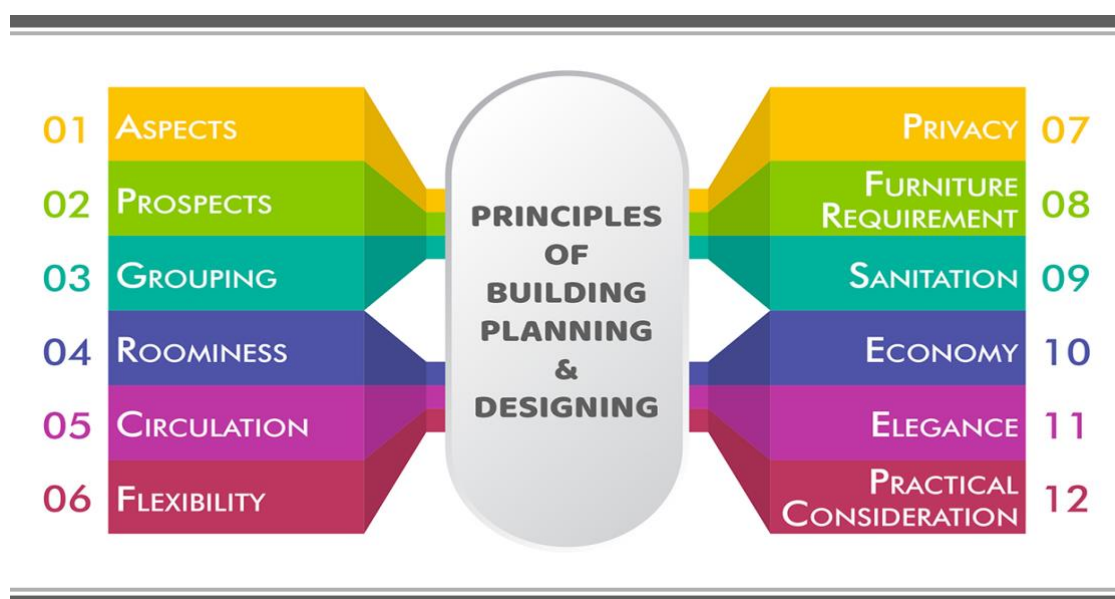 01 ASPECTS
02 PROSPECTS
03 GROUPING
04 ROOMINESS
05 CIRCULATION
06 FLEXIBILITY
PRINCIPLES
OF
BUILDING
PLANNING
&
DESIGNING
PRIVACY 07
FURNITURE
REQUIREMENT 08
SANITATION 09
ECONOMY 10
ELEGANCE 11
PRACTICAL
CONSIDERATION 12